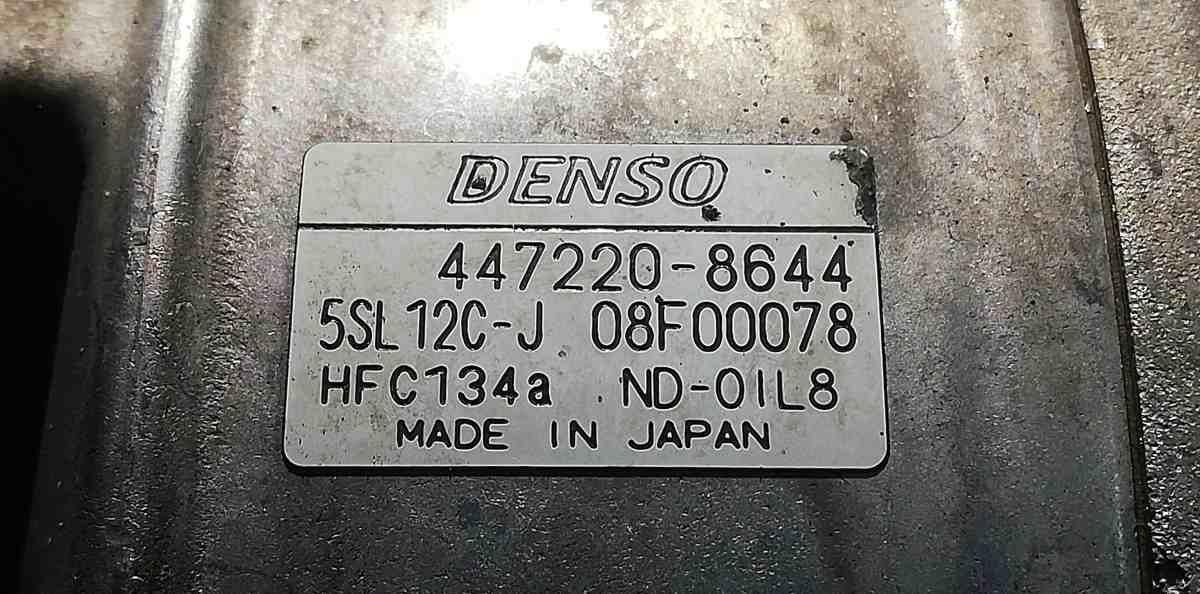 DENSO
447220-8644
5SL12C-J 08F00078
HFC134a ND-OIL8
MADE IN JAPAN